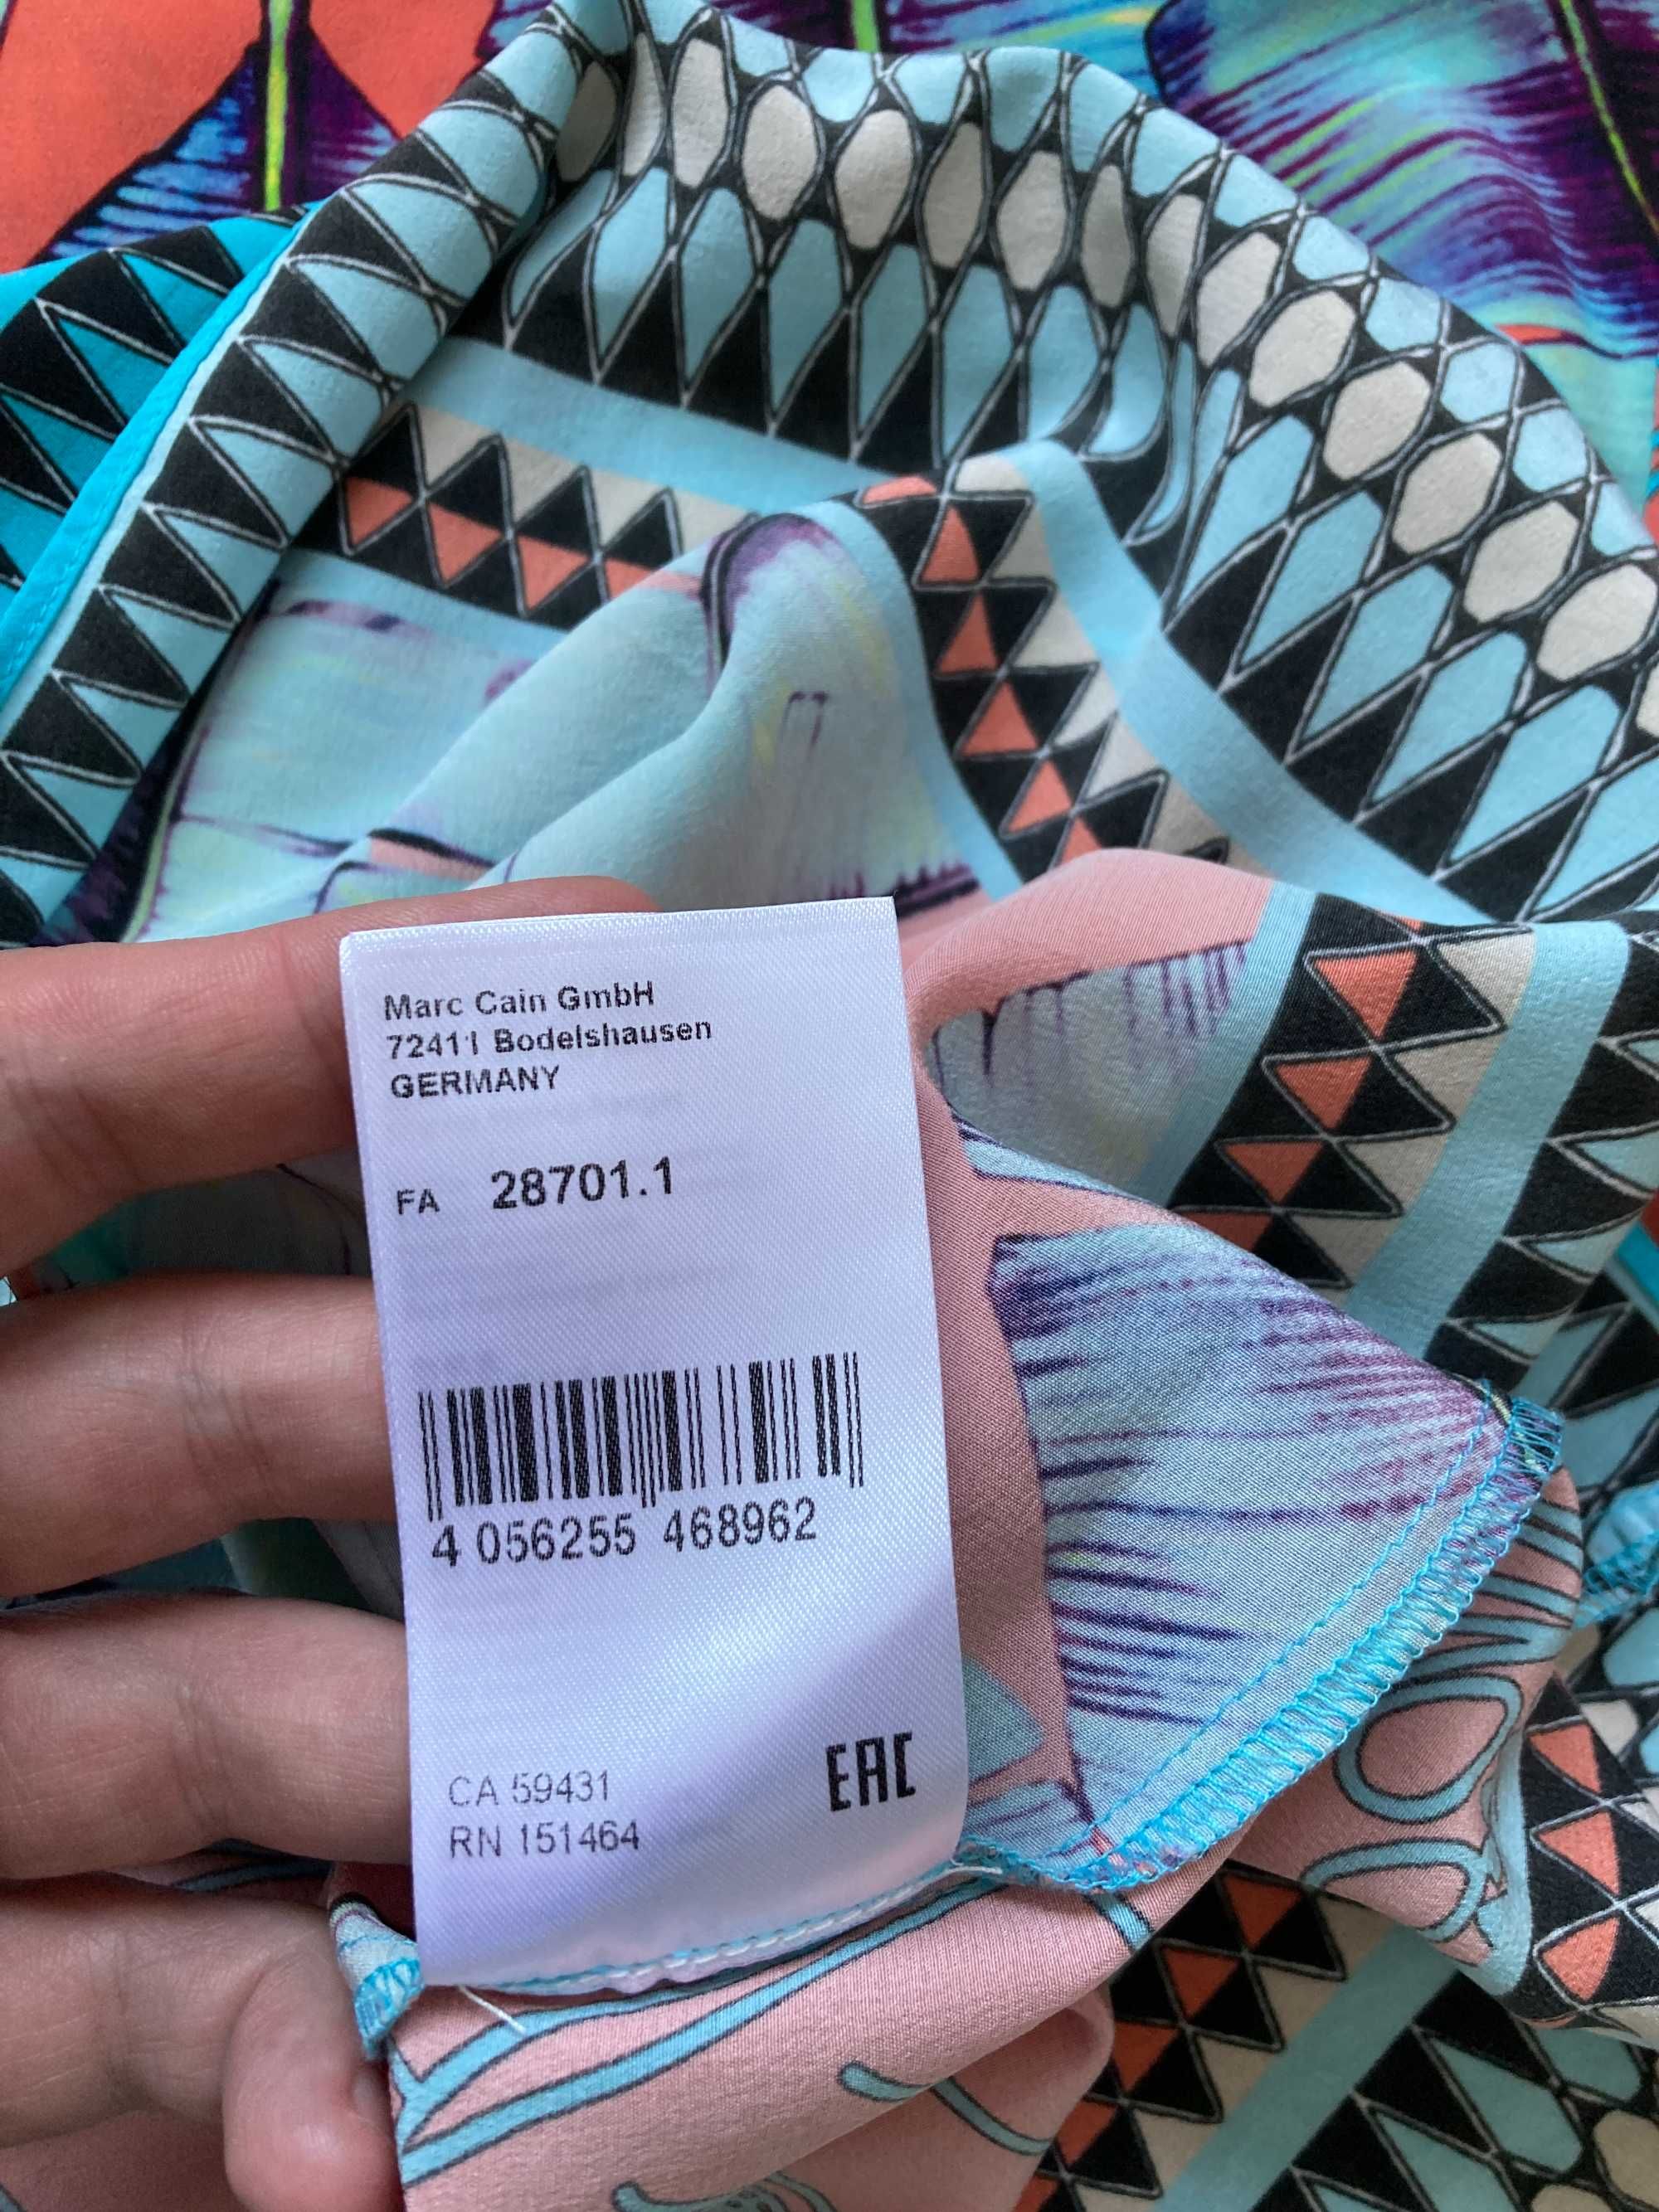 Marc Cain GmbH
72411 Bodelshausen
GERMANY
FA 28701.1
4 056255 468962
CA 59431
RN 151464
EAC